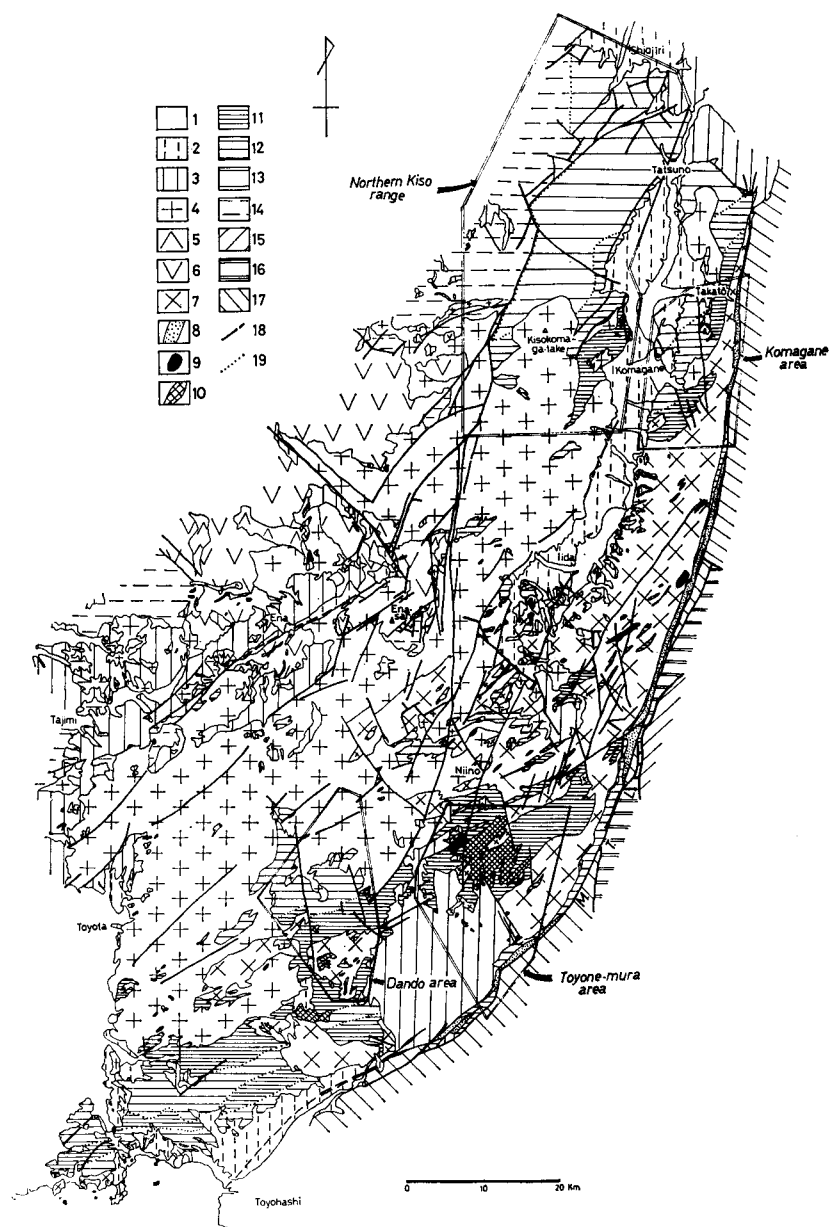 Shiojiri
1
2
3
4
5
6
7
8
9
10
11
12
13
14
15
16
17
18
19
Northern Kiso
range
Tatsuno
Takato
Kisokoma-
ga-take
Komagane
Komagane
area
Iida
Ena
Ena-
Tajimi
Niino
Toyota
Dando area
Toyone-mura
area
M.
0 10 20 Km.
Toyohashi